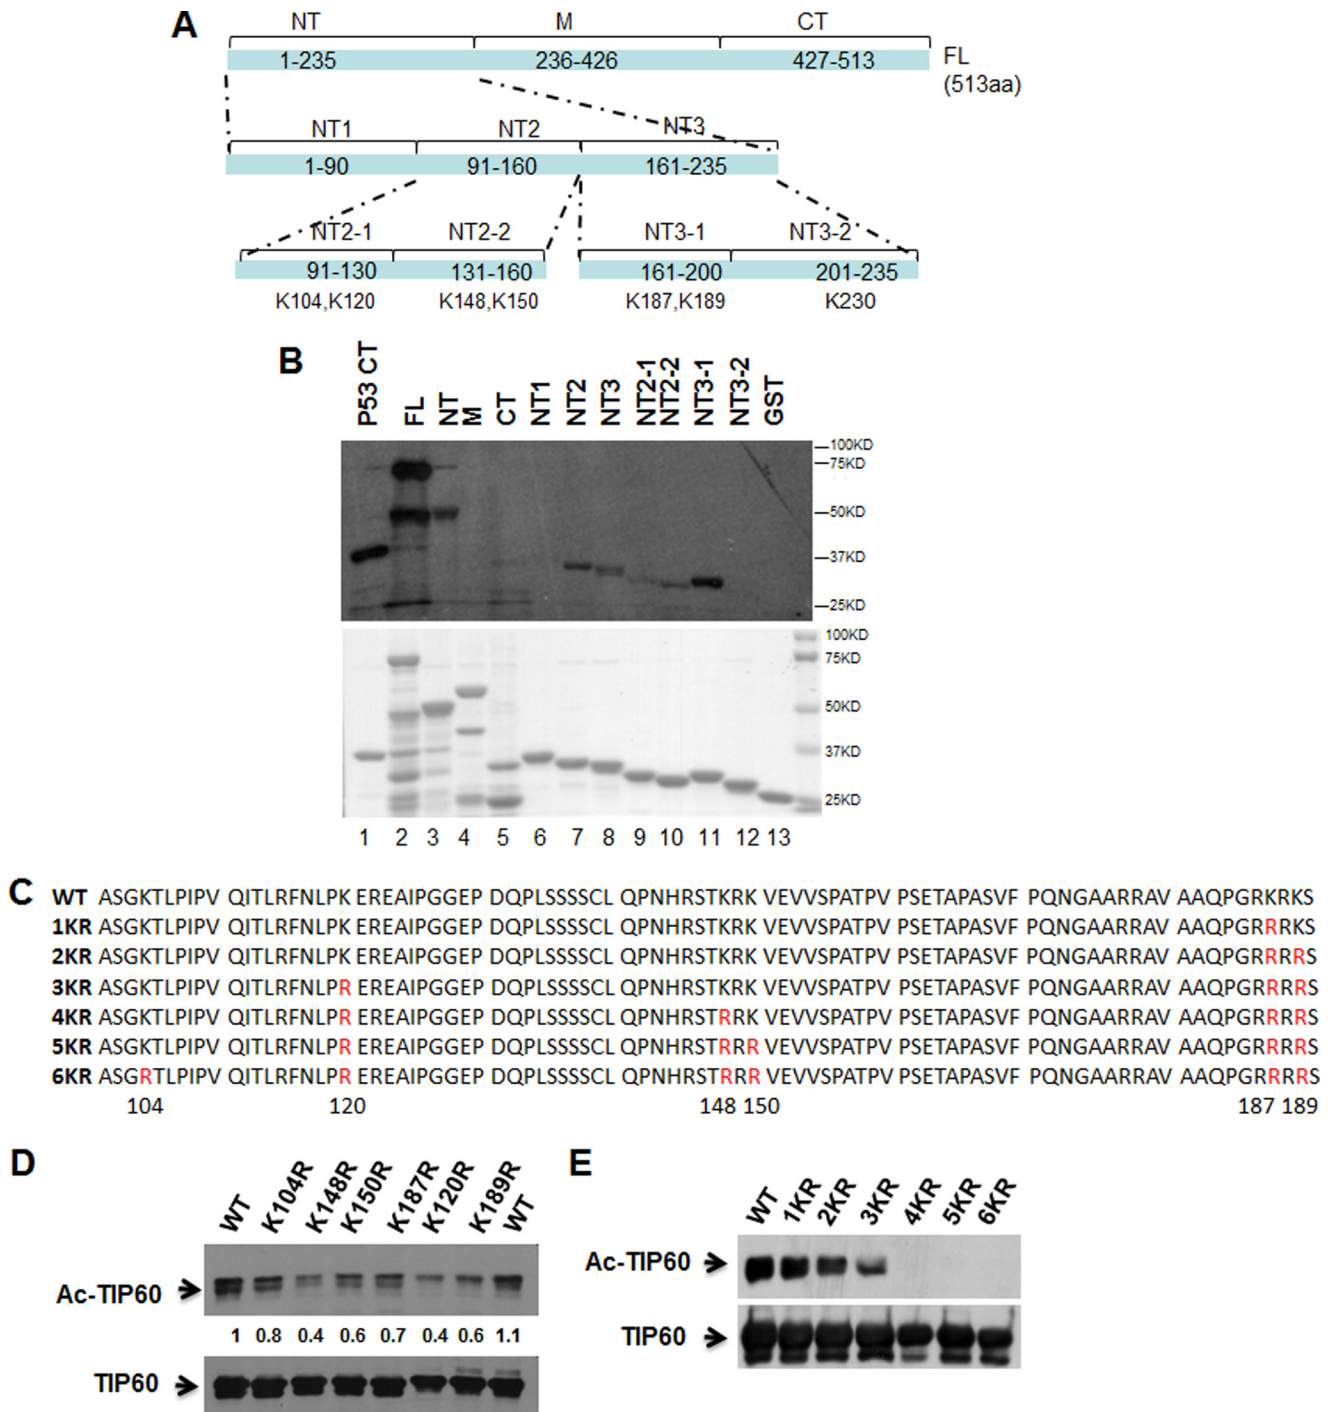 A
NT M CT
1-235 236-426 427-513
FL
(513aa)
NT1 NT2 NT3
1-90 91-160 161-235
NT2-1 NT2-2 NT3-1 NT3-2
91-130 131-160 161-200 201-235
K104,K120 K148,K150 K187,K189 K230
B
P53 CT FL NT M CT NT1 NT2 NT3 NT2-1 NT2-2 NT3-1 NT3-2 GST
100KD
75KD
50KD
37KD
25KD
100KD
75KD
50KD
37KD
25KD
1 2 3 4 5 6 7 8 9 10 11 12 13
C
WT ASGKTLPIPV QITLRFNLPK EREAIPGGEP DQPLSSSSCL QPNHRSTKRK VEVVSPATPV PSETAPASVF PQNGAARRAV AAQPGRKRKS
1KR ASGKTLPIPV QITLRFNLPK EREAIPGGEP DQPLSSSSCL QPNHRSTKRK VEVVSPATPV PSETAPASVF PQNGAARRAV AAQPGRRRKS
2KR ASGKTLPIPV QITLRFNLPK EREAIPGGEP DQPLSSSSCL QPNHRSTKRK VEVVSPATPV PSETAPASVF PQNGAARRAV AAQPGRRRRS
3KR ASGKTLPIPV QITLRFNLPR EREAIPGGEP DQPLSSSSCL QPNHRSTKRK VEVVSPATPV PSETAPASVF PQNGAARRAV AAQPGRRRRS
4KR ASGKTLPIPV QITLRFNLPR EREAIPGGEP DQPLSSSSCL QPNHRSTRRK VEVVSPATPV PSETAPASVF PQNGAARRAV AAQPGRRRRS
5KR ASGKTLPIPV QITLRFNLPR EREAIPGGEP DQPLSSSSCL QPNHRSTRRR VEVVSPATPV PSETAPASVF PQNGAARRAV AAQPGRRRRS
6KR ASGRTLPIPV QITLRFNLPR EREAIPGGEP DQPLSSSSCL QPNHRSTRRR VEVVSPATPV PSETAPASVF PQNGAARRAV AAQPGRRRRS
104 120 148 150 187 189
D
WT K104R K148R K150R K187R K120R K189R WT
Ac-TIP60
1 0.8 0.4 0.6 0.7 0.4 0.6 1.1
TIP60
E
WT 1KR 2KR 3KR 4KR 5KR 6KR
Ac-TIP60
TIP60